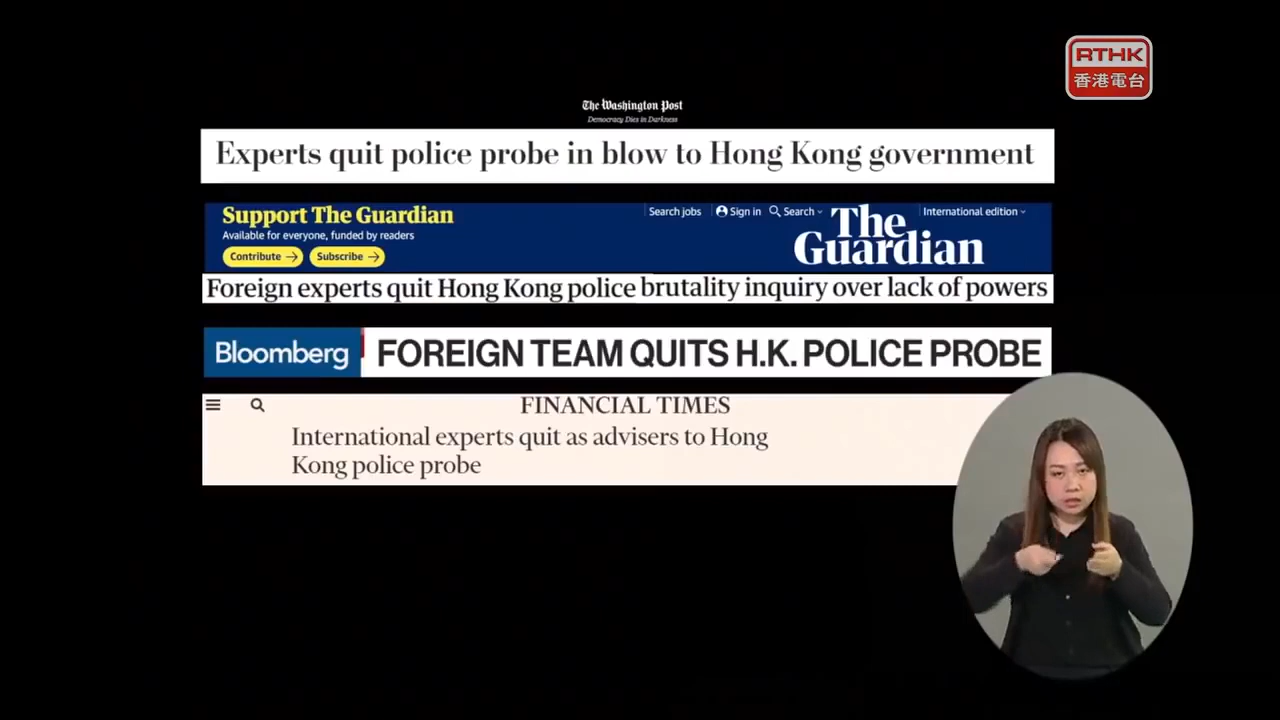 RTHK
香港電台
The Washington Post
Democracy Dies in Darkness
Experts quit police probe in blow to Hong Kong government
Support The Guardian
Available for everyone, funded by readers
Contribute →
Subscribe →
Search jobs
Sign in
Search
International edition
The
Guardian
Foreign experts quit Hong Kong police brutality inquiry over lack of powers
Bloomberg
FOREIGN TEAM QUITS H.K. POLICE PROBE
FINANCIAL TIMES
International experts quit as advisers to Hong
Kong police probe